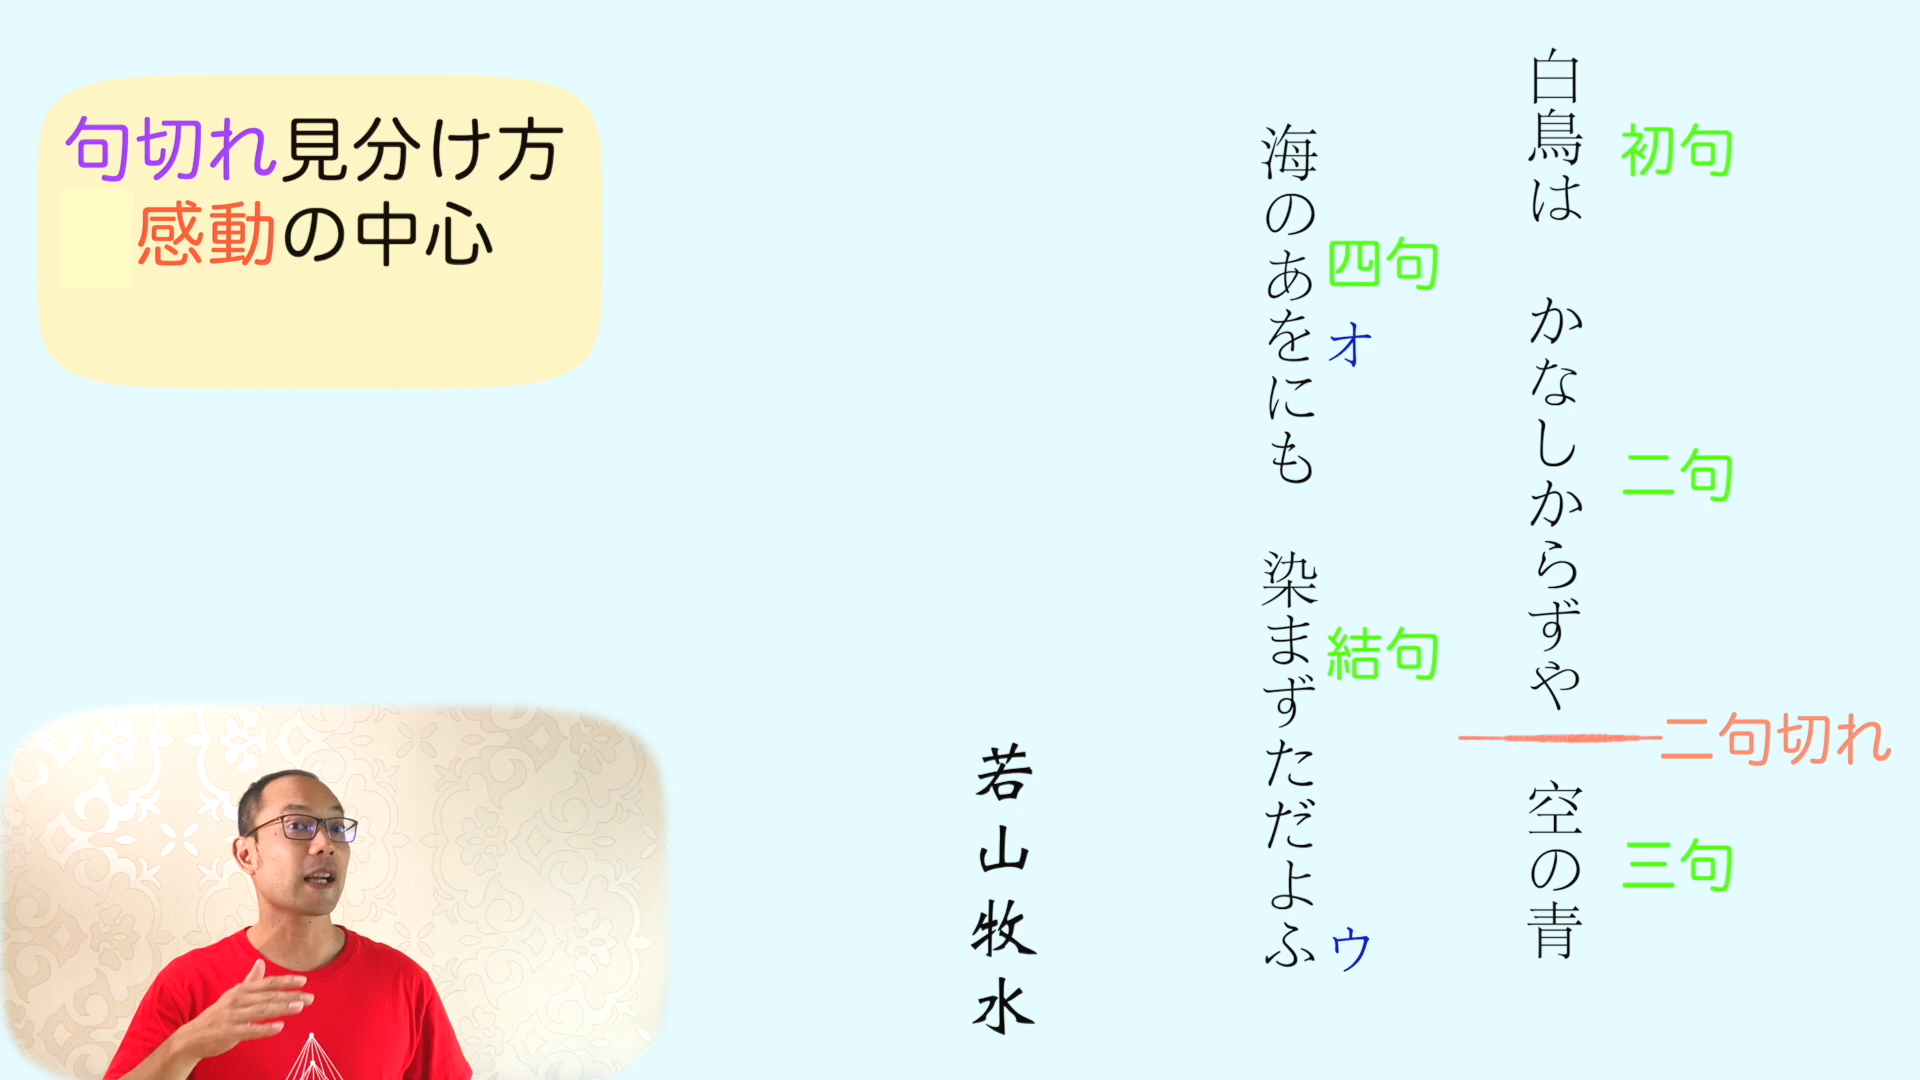 句切れ見分け方
感動の中心
白鳥は　かなしからずや　空の青
初句
二句
二句切れ
三句
海のあをにも　染まずただよふ
四句
オ
結句
ウ
若山牧水